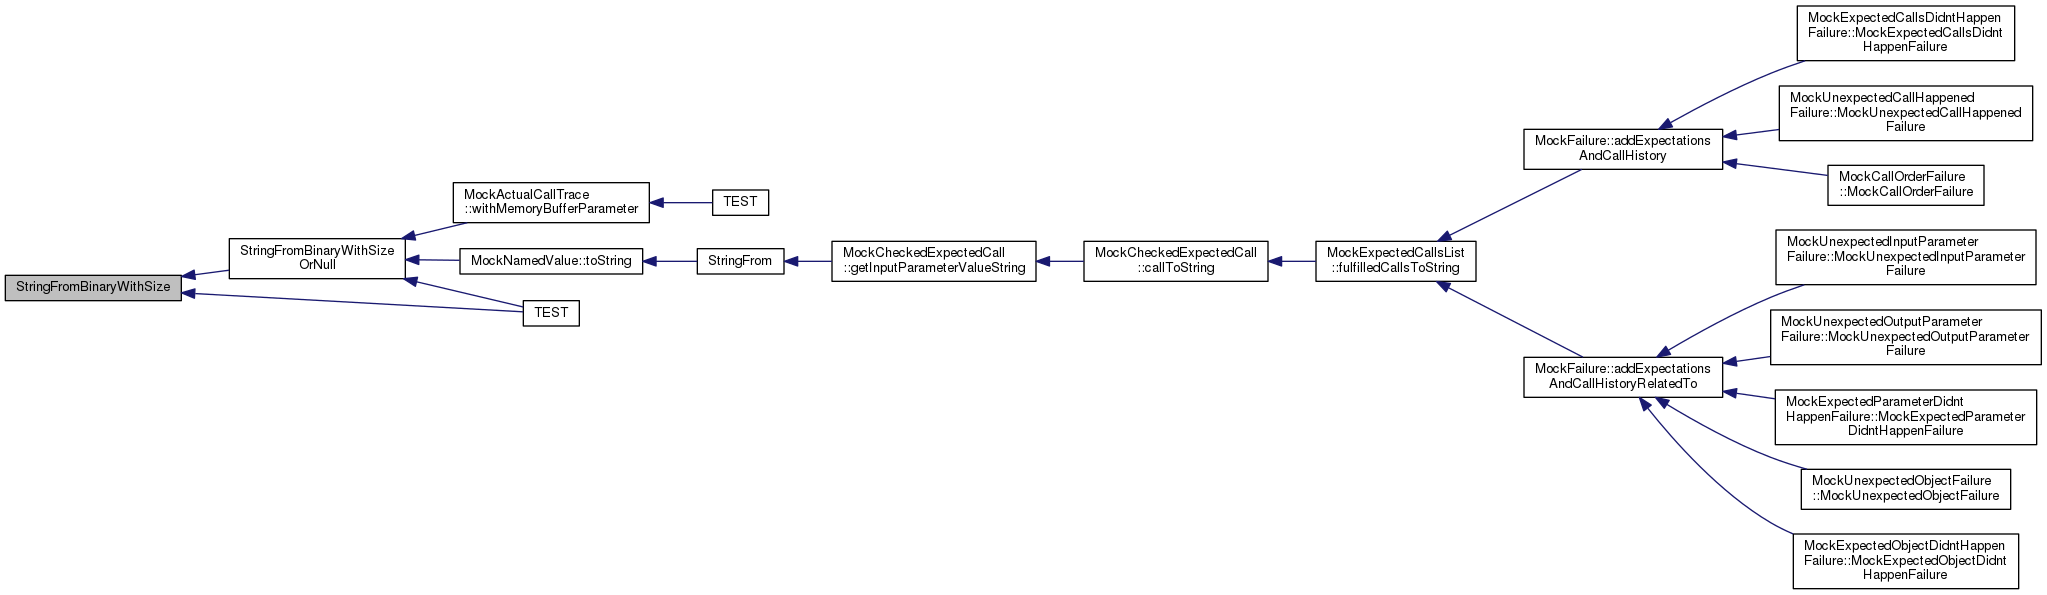 StringFromBinaryWithSize
StringFromBinaryWithSize
OrNull
MockActualCallTrace
::withMemoryBufferParameter
TEST
MockNamedValue::toString
TEST
StringFrom
MockCheckedExpectedCall
::getInputParameterValueString
MockCheckedExpectedCall
::callToString
MockExpectedCallsList
::fulfilledCallsToString
MockFailure::addExpectations
AndCallHistory
MockExpectedCallsDidntHappen
Failure::MockExpectedCallsDidnt
HappenFailure
MockUnexpectedCallHappened
Failure::MockUnexpectedCallHappened
Failure
MockCallOrderFailure
::MockCallOrderFailure
MockFailure::addExpectations
AndCallHistoryRelatedTo
MockUnexpectedInputParameter
Failure::MockUnexpectedInputParameter
Failure
MockUnexpectedOutputParameter
Failure::MockUnexpectedOutputParameter
Failure
MockExpectedParameterDidnt
HappenFailure::MockExpectedParameter
DidntHappenFailure
MockUnexpectedObjectFailure
::MockUnexpectedObjectFailure
MockExpectedObjectDidntHappen
Failure::MockExpectedObjectDidnt
HappenFailure